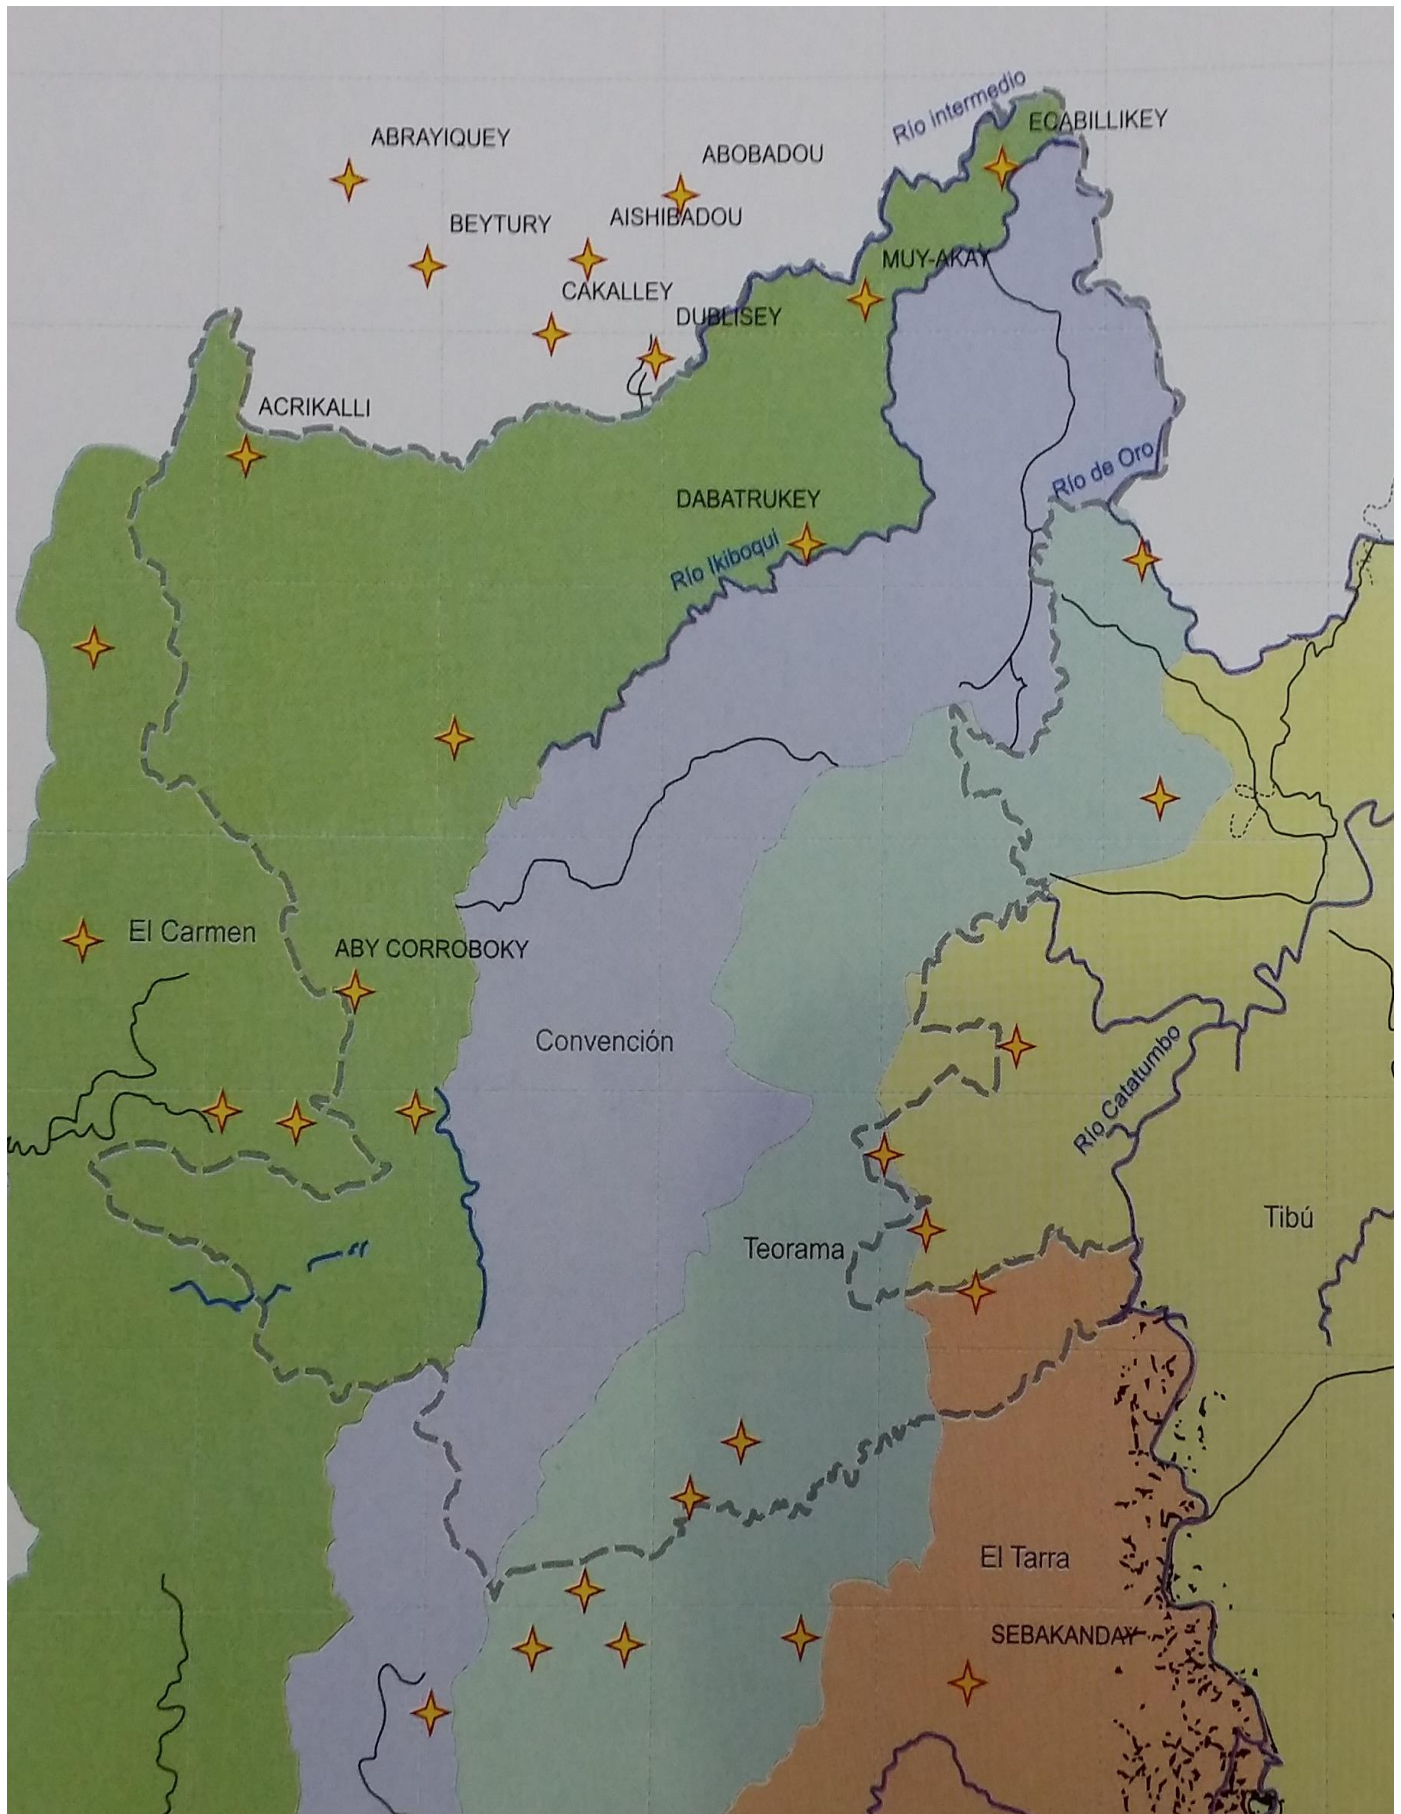 Río intermedio
ECABILLIKEY
ABRAYIQUEY
ABOBADOU
BEYTURY
AISHIBADOU
MUY-AKAY
CAKALLEY
DUBLISEY
ACRIKALLI
Río de Oro
DABATRUKEY
Río Ikiboqui
El Carmen
ABY CORROBOKY
Convención
Río Catatumbo
Tibú
Teorama
El Tarra
SEBAKANDAY